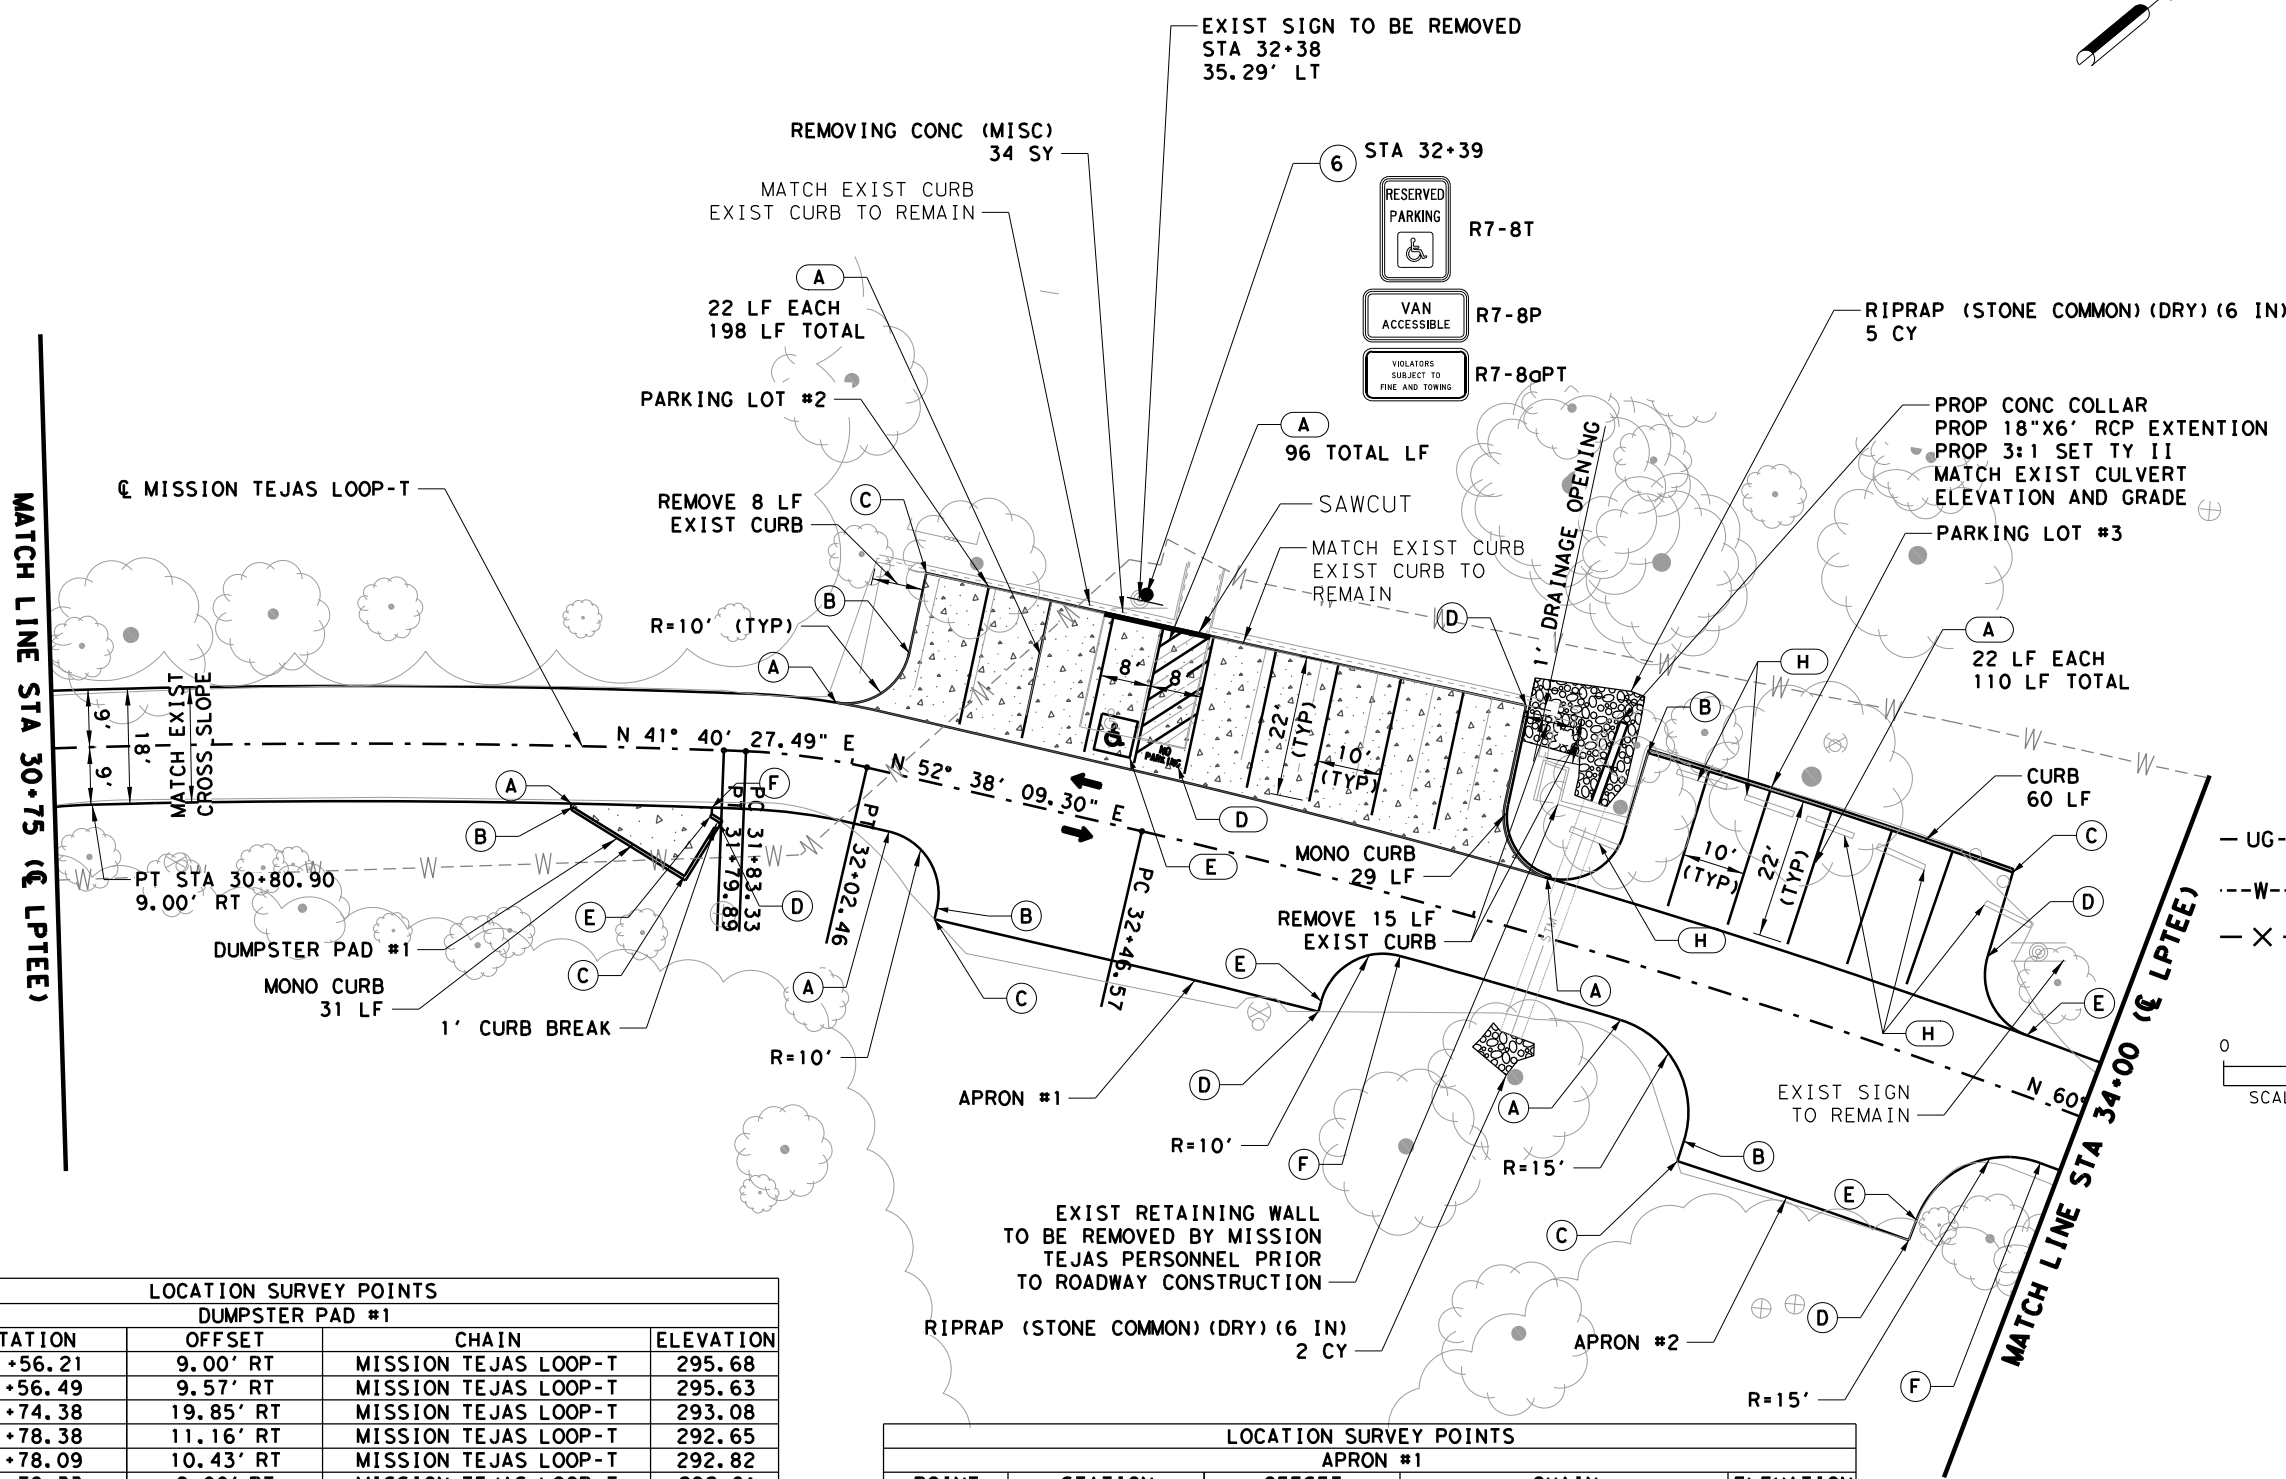 EXIST SIGN TO BE REMOVED
STA 32+38
35.29' LT
REMOVING CONC (MISC)
34 SY
MATCH EXIST CURB
EXIST CURB TO REMAIN
6
STA 32+39
RESERVED
PARKING
R7-8T
VAN
ACCESSIBLE
R7-8P
VIOLATORS
SUBJECT TO
FINE AND TOWING
R7-8aPT
A
22 LF EACH
198 LF TOTAL
PARKING LOT #2
RIPRAP (STONE COMMON)(DRY)(6 IN)
5 CY
PROP CONC COLLAR
PROP 18"X6' RCP EXTENTION
PROP 3:1 SET TY II
MATCH EXIST CULVERT
ELEVATION AND GRADE
PARKING LOT #3
A
96 TOTAL LF
SAWCUT
MATCH EXIST CURB
EXIST CURB TO
REMAIN
1' DRAINAGE OPENING
℄ MISSION TEJAS LOOP-T
REMOVE 8 LF
EXIST CURB
C
B
R=10' (TYP)
A
D
H
B
A
22 LF EACH
110 LF TOTAL
MATCH LINE STA 30+75 (℄ LPTEE)
9'
9'
18'
MATCH EXIST
CROSS SLOPE
N 41° 40' 27.49" E
N 52° 38' 09.30" E
8'
8'
NO
PARKING
22'
(TYP)
10'
(TYP)
10'
(TYP)
22'
(TYP)
CURB
60 LF
C
D
E
H
A
B
F
D
E
PT STA 30+80.90
9.00' RT
DUMPSTER PAD #1
MONO CURB
31 LF
1' CURB BREAK
E
C
D
PT 31+79.89
PC 31+83.33
PT 32+02.46
PC 32+46.57
MONO CURB
29 LF
REMOVE 15 LF
EXIST CURB
H
A
B
C
A
R=10'
APRON #1
E
D
R=10'
F
A
R=15'
B
C
E
D
F
R=15'
APRON #2
EXIST SIGN
TO REMAIN
N 60°
MATCH LINE STA 34+00 (℄ LPTEE)
UG
W
X
0
EXIST RETAINING WALL
TO BE REMOVED BY MISSION
TEJAS PERSONNEL PRIOR
TO ROADWAY CONSTRUCTION
RIPRAP (STONE COMMON)(DRY)(6 IN)
2 CY
LOCATION SURVEY POINTS
DUMPSTER PAD #1
TATION OFFSET CHAIN ELEVATION
+56.21 9.00' RT MISSION TEJAS LOOP-T 295.68
+56.49 9.57' RT MISSION TEJAS LOOP-T 295.63
+74.38 19.85' RT MISSION TEJAS LOOP-T 293.08
+78.38 11.16' RT MISSION TEJAS LOOP-T 292.65
+78.09 10.43' RT MISSION TEJAS LOOP-T 292.82
MISSION TEJAS LOOP-T
LOCATION SURVEY POINTS
APRON #1
POINT STATION OFFSET CHAIN ELEVATION